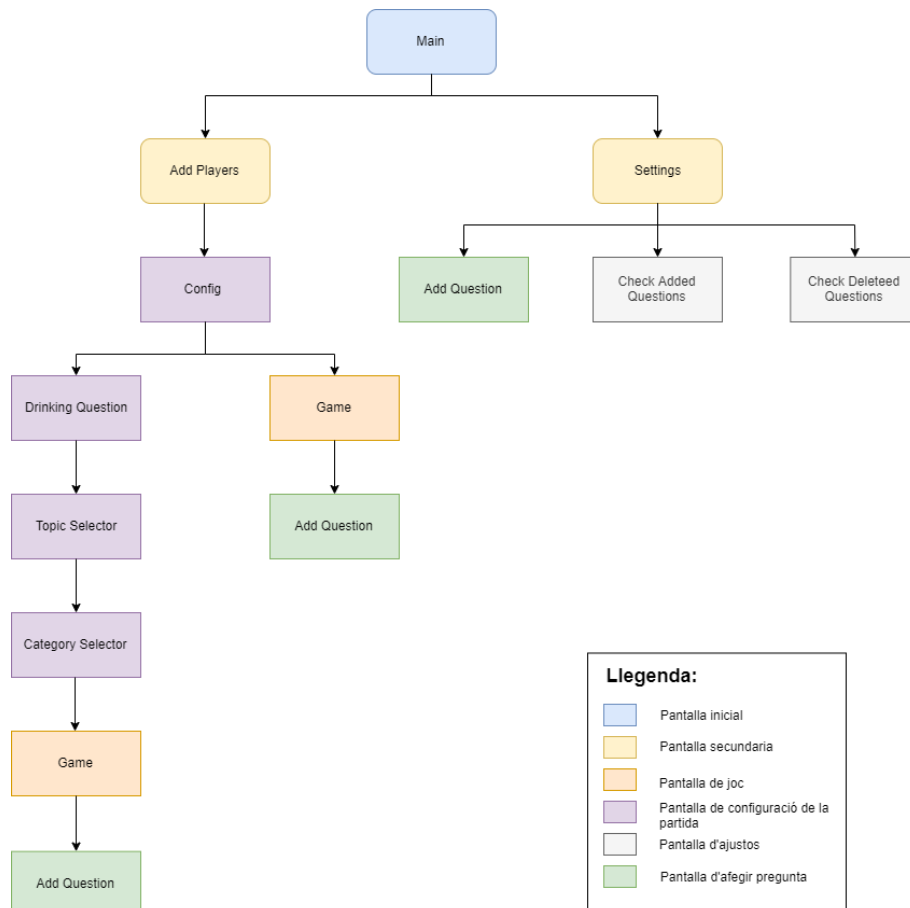 Main
Add Players
Settings
Config
Add Question
Check Added
Questions
Check Deleteed
Questions
Drinking Question
Game
Topic Selector
Add Question
Category Selector
Game
Add Question
Llegenda:
Pantalla inicial
Pantalla secundaria
Pantalla de joc
Pantalla de configuració de la
partida
Pantalla d'ajustos
Pantalla d'afegir pregunta